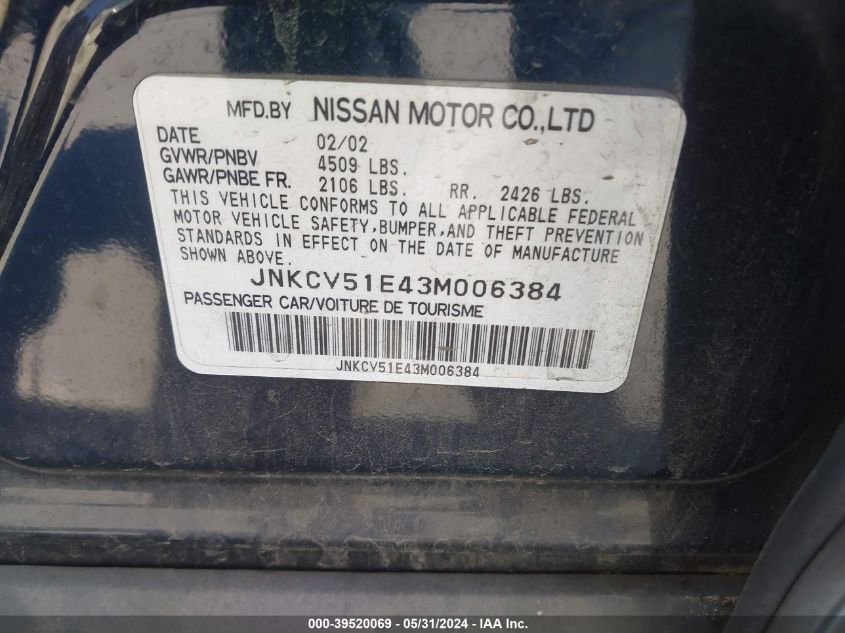 MFD.BY NISSAN MOTOR CO.,LTD
DATE 02/02
GVWR/PNBV 4509 LBS.
GAWR/PNBE FR. 2106 LBS. RR. 2426 LBS.
THIS VEHICLE CONFORMS TO ALL APPLICABLE FEDERAL
MOTOR VEHICLE SAFETY, BUMPER, AND THEFT PREVENTION
STANDARDS IN EFFECT ON THE DATE OF MANUFACTURE
SHOWN ABOVE.
JNKCV51E43M006384
PASSENGER CAR/VOITURE DE TOURISME
JNKCV51E43M006384
000-39520069 - 05/31/2024 - IAA Inc.